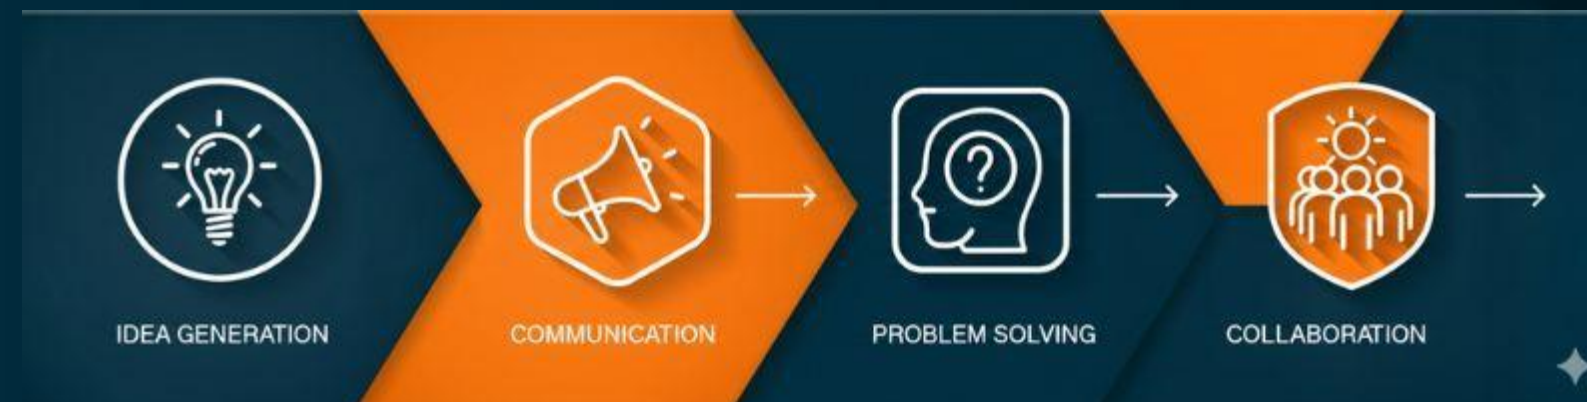 IDEA GENERATION
COMMUNICATION
PROBLEM SOLVING
COLLABORATION
?